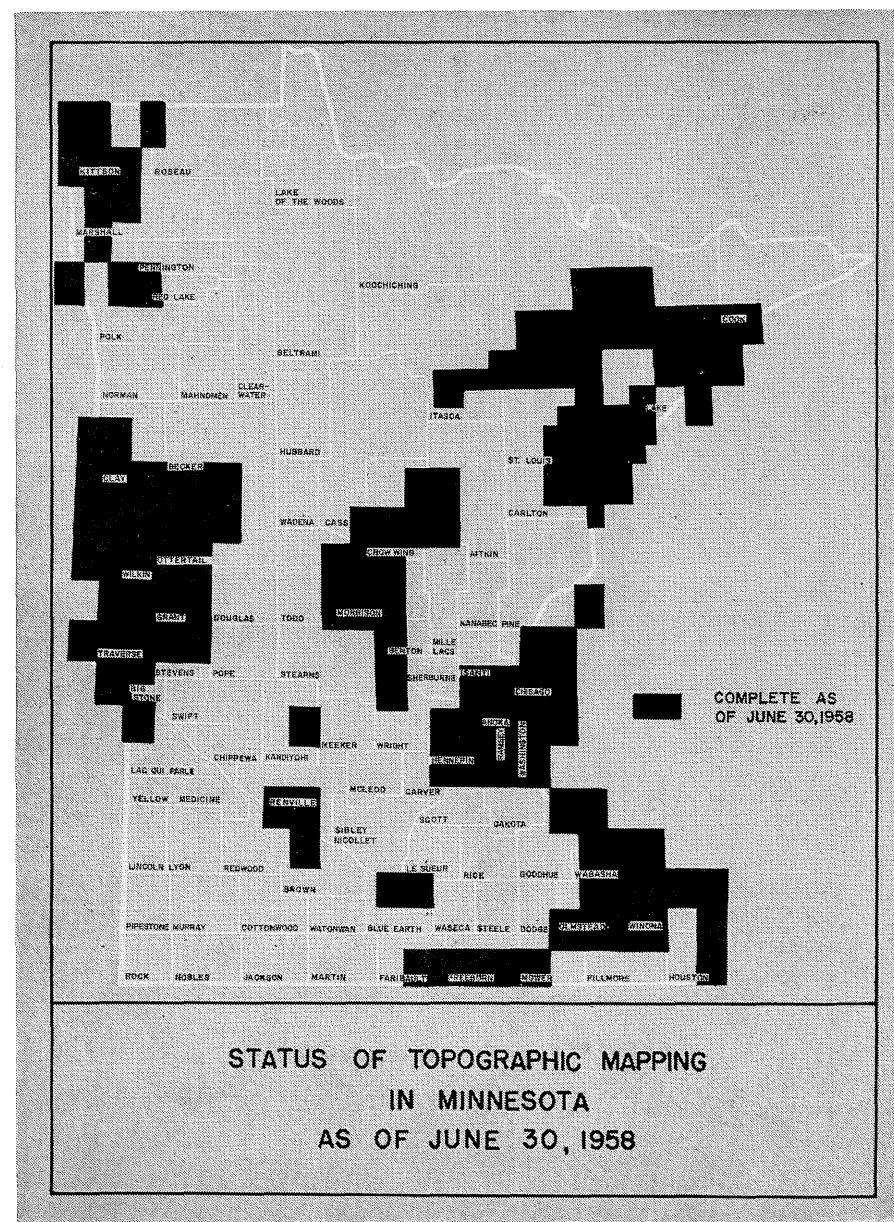 KITTSON
ROSEAU
LAKE
OF THE WOODS
MARSHALL
PENNINGTON
RED LAKE
KOOCHICHING
COOK
POLK
BELTRAMI
NORMAN
MAHNOMEN
CLEAR-
WATER
ITASCA
LAKE
HUBBARD
ST. LOUIS
BECKER
CLAY
WADENA
CASS
CARLTON
CROW WING
AITKIN
OTTERTAIL
WILKIN
GRANT
DOUGLAS
TODD
MORRISON
KANABEC
PINE
TRAVERSE
BENTON
MILLE
LACS
STEVENS
POPE
STEARNS
SHERBURNE
ISANTI
BIG
STONE
CHISAGO
COMPLETE AS
OF JUNE 30,1958
SWIFT
ANOKA
RAMSEY
WASHINGTON
MEEKER
WRIGHT
CHIPPEWA
KANDIYOHI
HENNEPIN
LAC QUI PARLE
YELLOW MEDICINE
RENVILLE
MCLEOD
CARVER
SCOTT
DAKOTA
SIBLEY
NICOLLET
LINCOLN
LYON
REDWOOD
LE SUEUR
RICE
GOODHUE
WABASHA
BROWN
PIPESTONE
MURRAY
COTTONWOOD
WATONWAN
BLUE EARTH
WASECA
STEELE
DODGE
OLMSTEAD
WINONA
ROCK
NOBLES
JACKSON
MARTIN
FARIBAULT
FREEBORN
MOWER
FILLMORE
HOUSTON
STATUS OF TOPOGRAPHIC MAPPING
IN MINNESOTA
AS OF JUNE 30, 1958